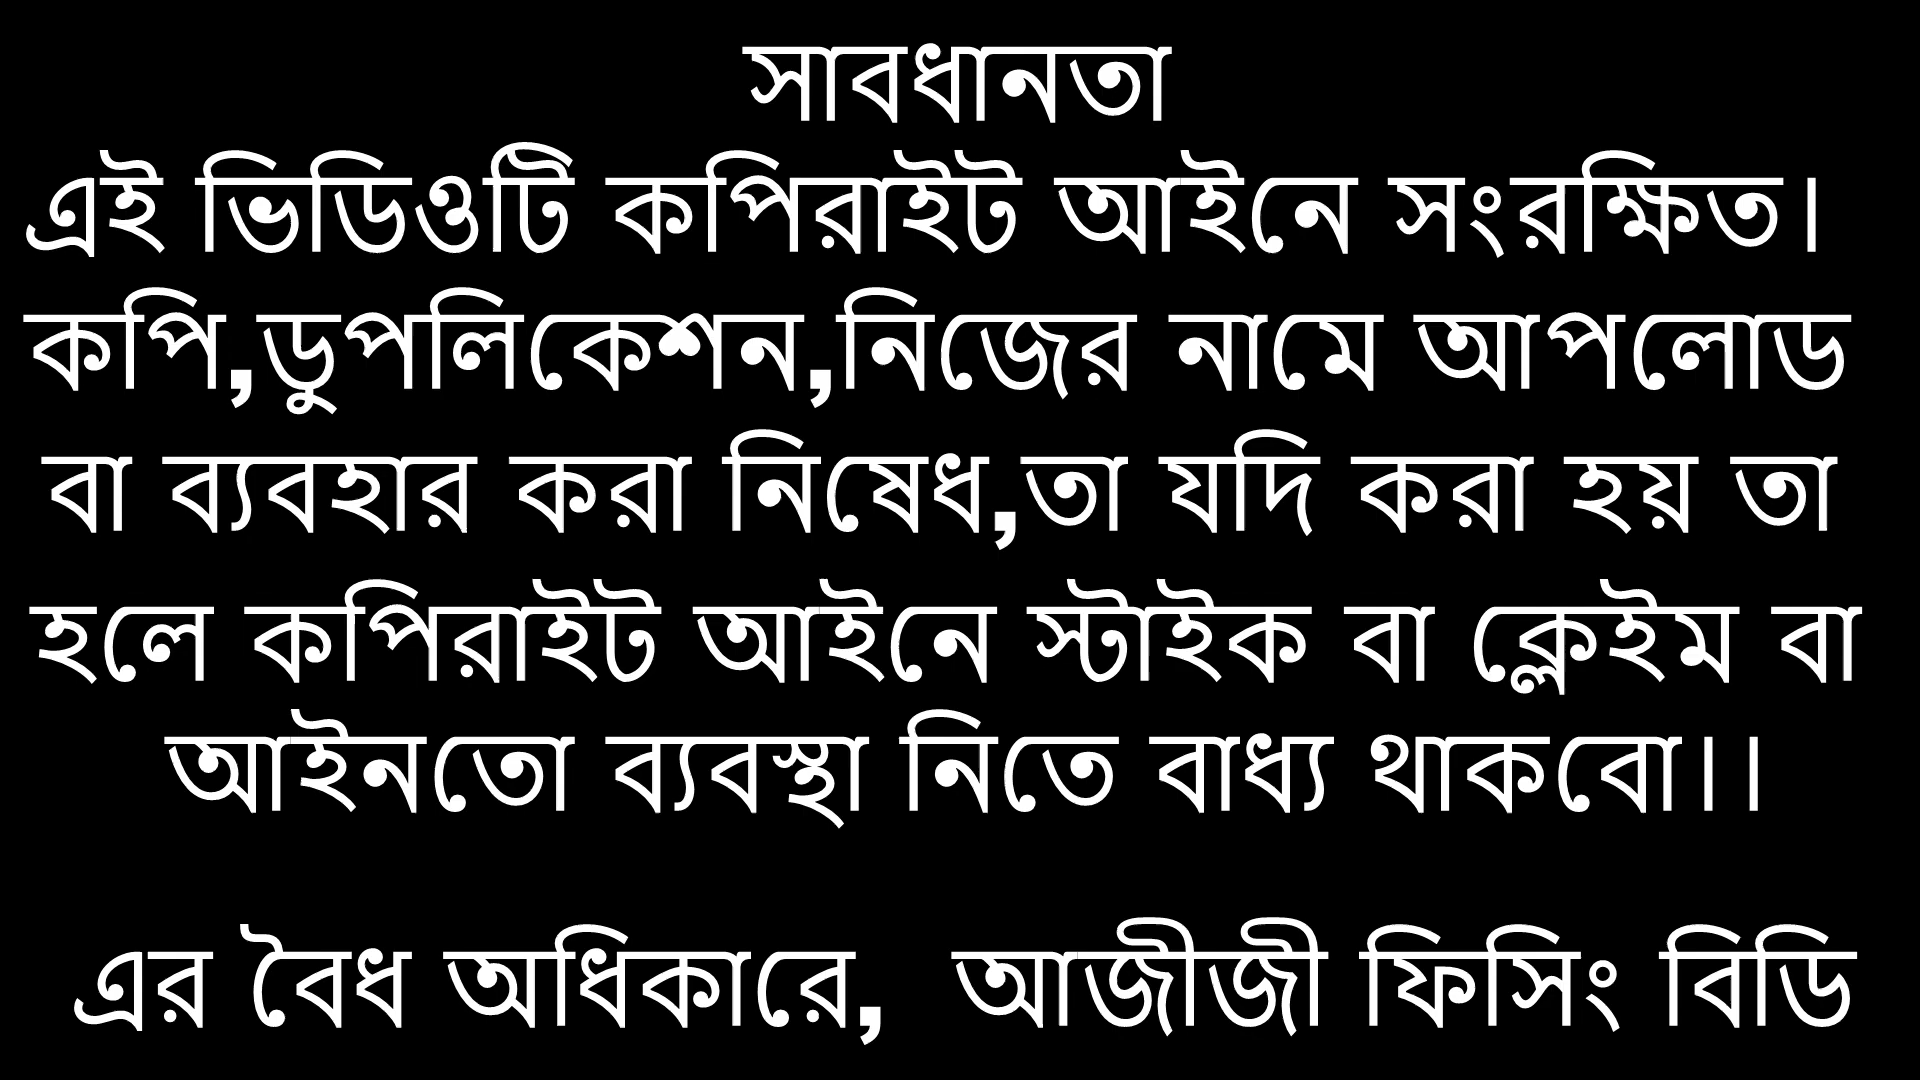 সাবধানতা
এই ভিডিওটি কপিরাইট আইনে সংরক্ষিত।
কপি,ডুপলিকেশন,নিজের নামে আপলোড
বা ব্যবহার করা নিষেধ,তা যদি করা হয় তা
হলে কপিরাইট আইনে স্টাইক বা ক্লেইম বা
আইনতো ব্যবস্থা নিতে বাধ্য থাকবো।।
এর বৈধ অধিকারে, আজীজী ফিসিং বিডি